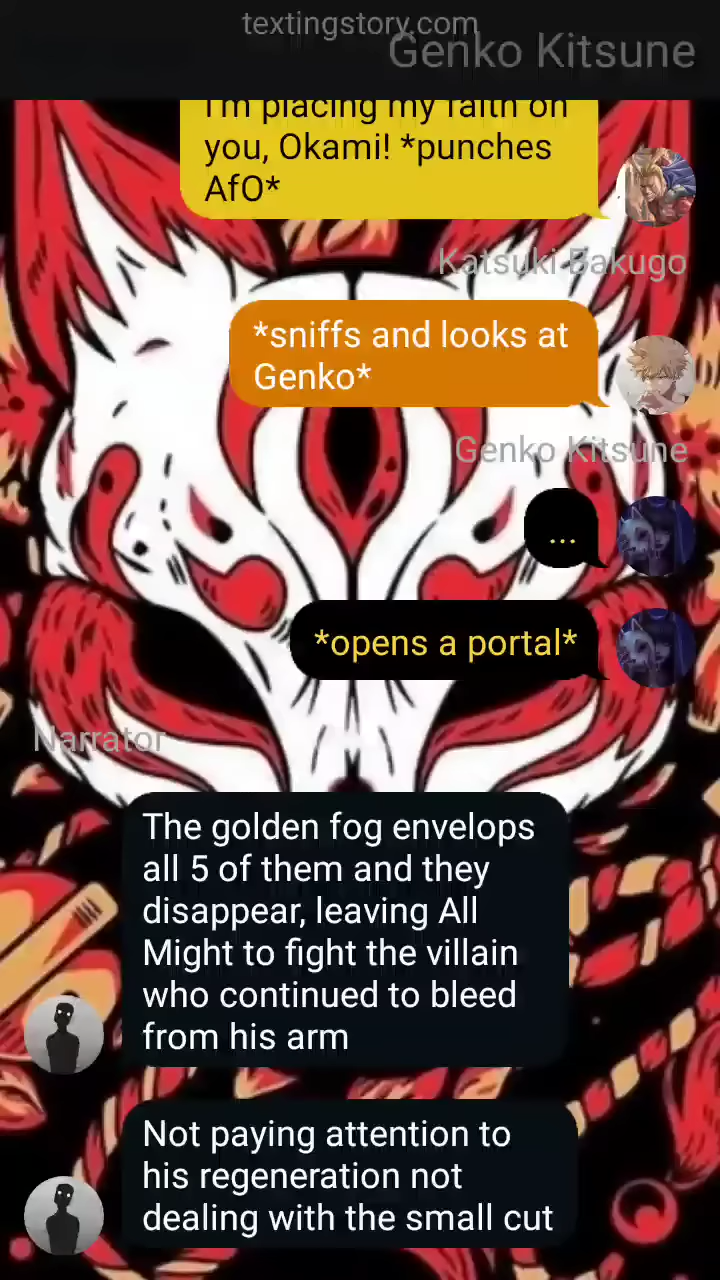 textingstory.com
Genko Kitsune
I'm placing my faith on
you, Okami! *punches
AfO*
Katsuki Bakugo
*sniffs and looks at
Genko*
Genko Kitsune
...
*opens a portal*
Narrator
The golden fog envelops
all 5 of them and they
disappear, leaving All
Might to fight the villain
who continued to bleed
from his arm
Not paying attention to
his regeneration not
dealing with the small cut